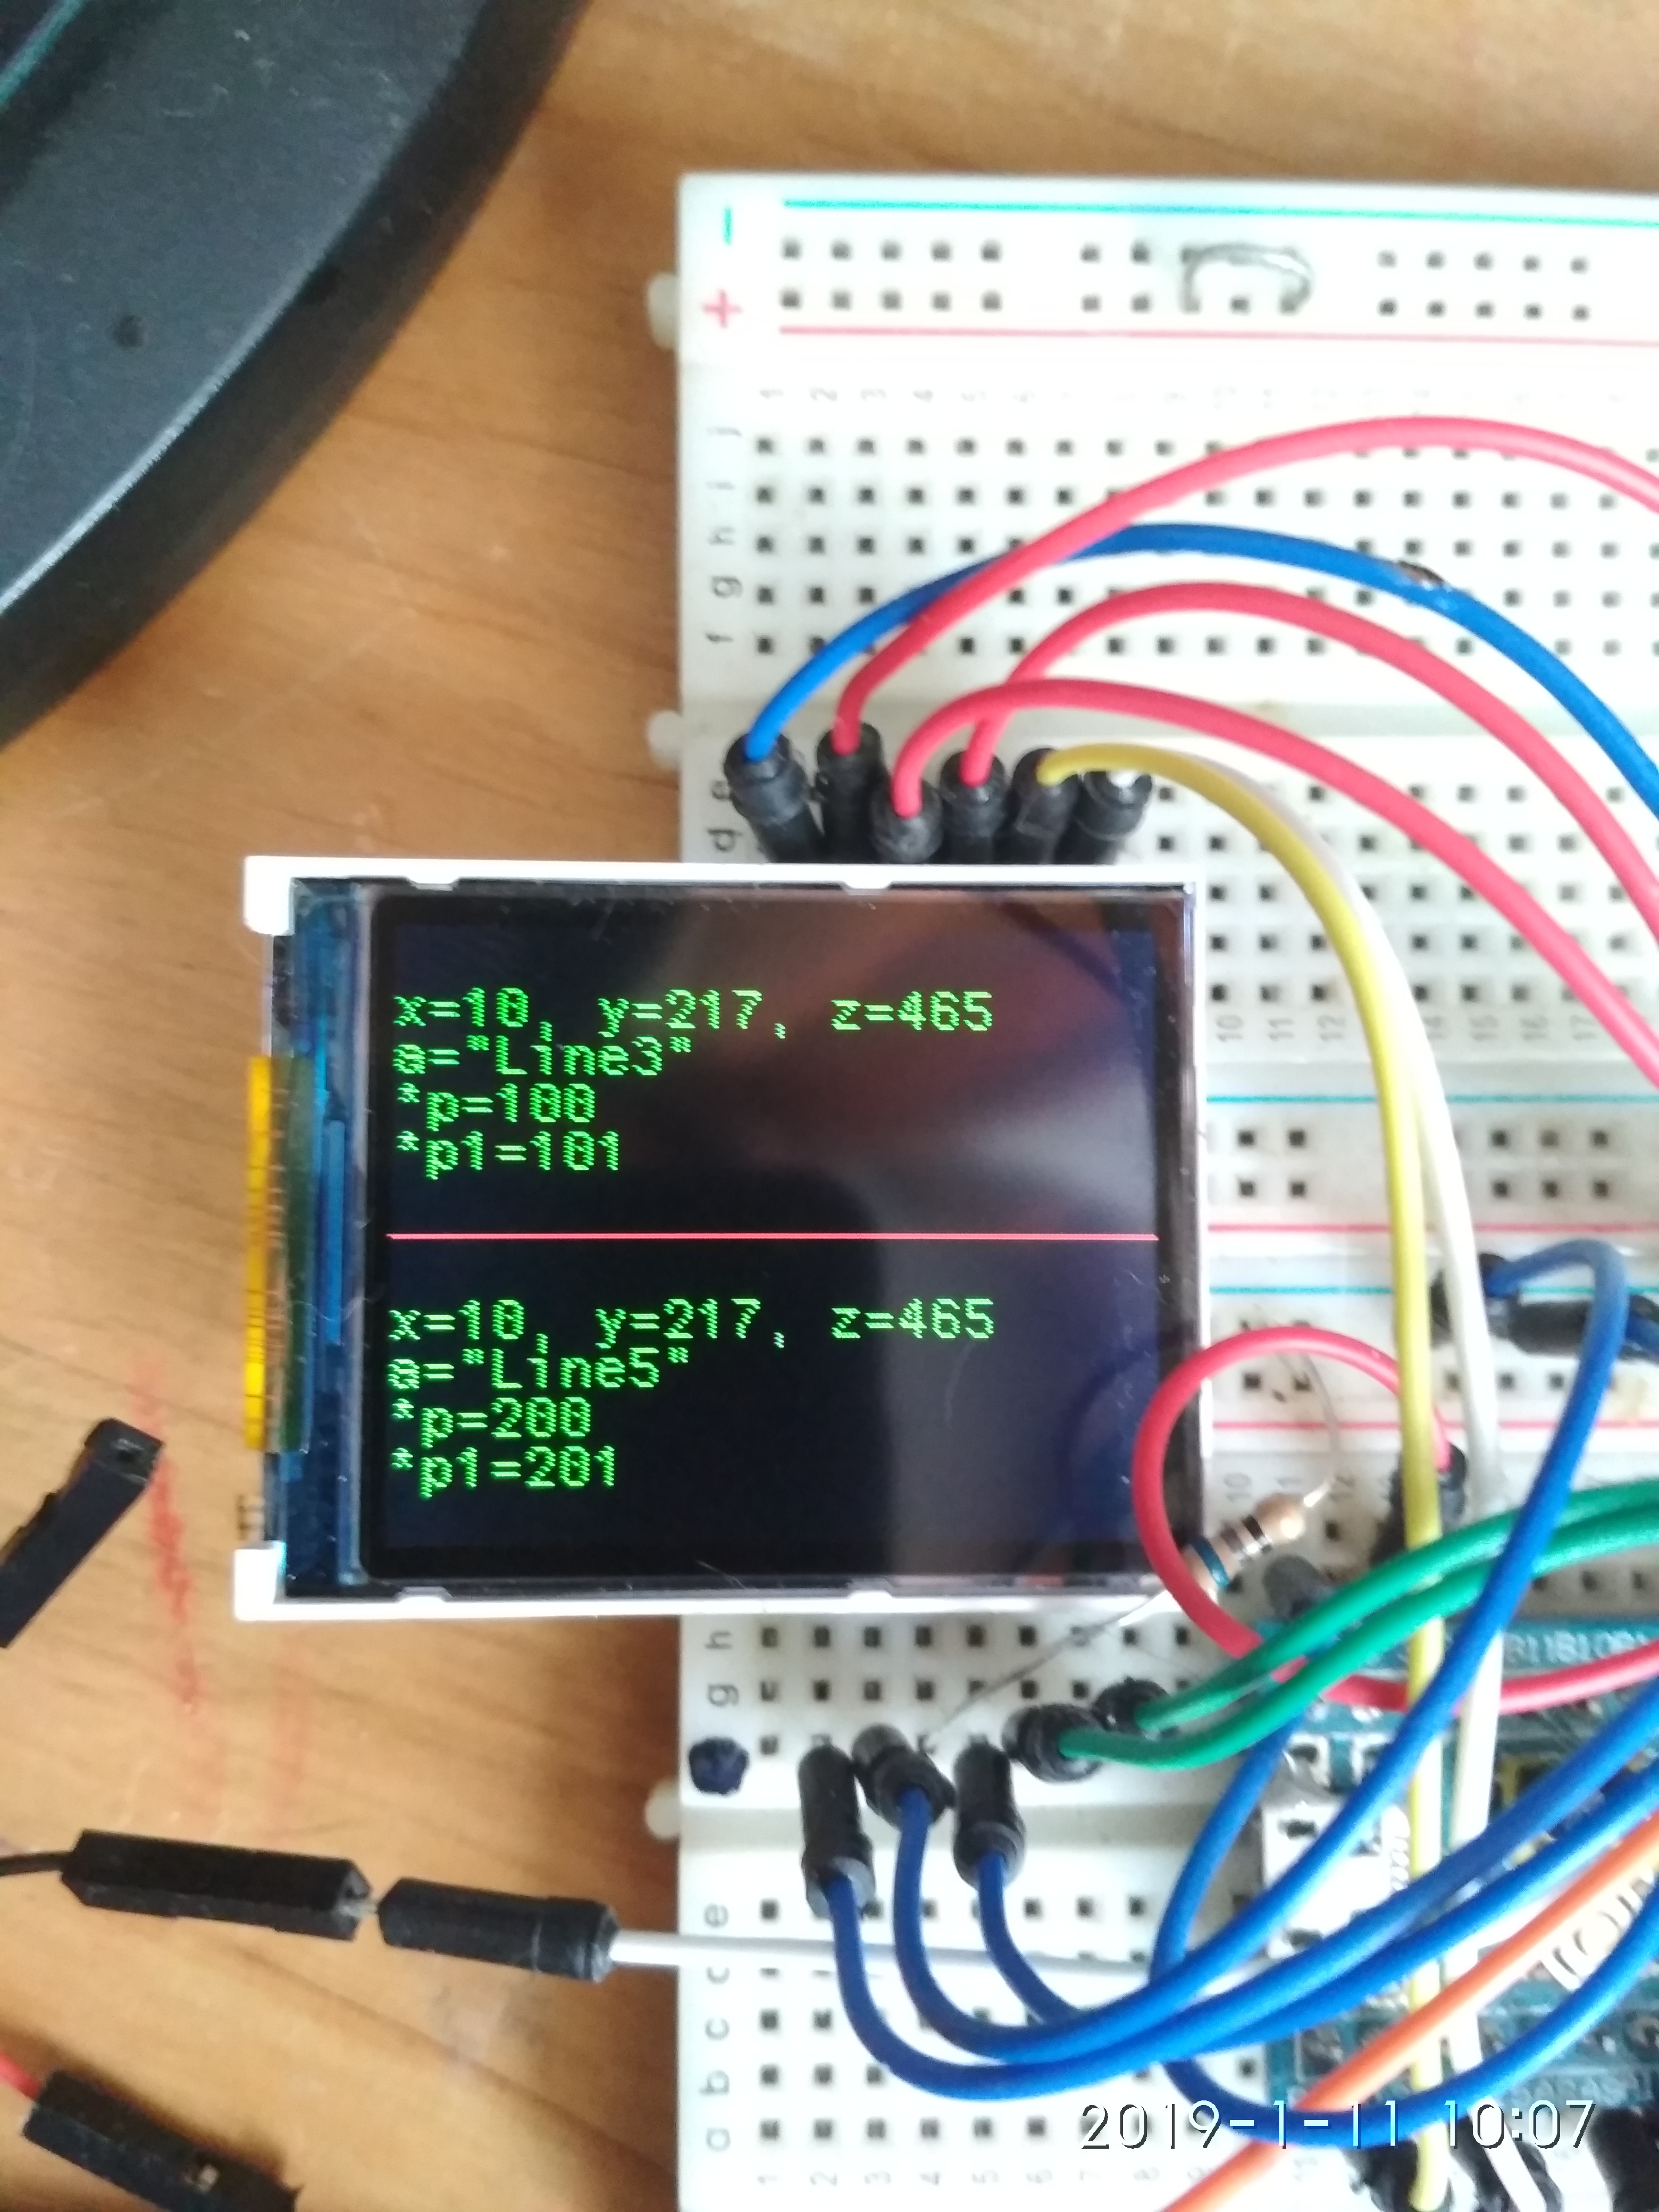 x=10, y=217, z=465
a="Line3"
*p=100
*p1=101
x=10, y=217, z=465
a="Line5"
*p=200
*p1=201
2019-1-11 10:07